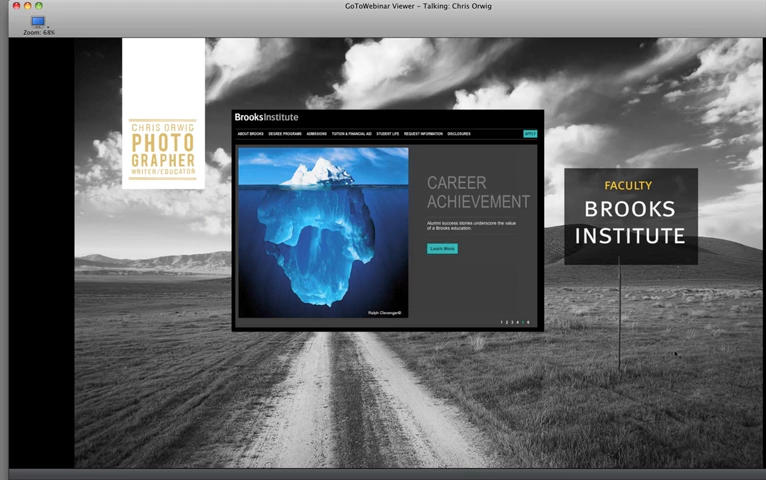 GoToWebinar Viewer - Talking: Chris Orwig
Zoom: 68%
CHRIS ORWIG
PHOTO
GRAPHER
WRITER/EDUCATOR
BrooksInstitute
ABOUT BROOKS DEGREE PROGRAMS ADMISSIONS TUITION & FINANCIAL AID STUDENT LIFE REQUEST INFORMATION DISCLOSURES APPLY
CAREER
ACHIEVEMENT
Alumni success stories underscore the value
of a Brooks education.
Learn More
Ralph Clevenger©
1 2 3 4 5 6
FACULTY
BROOKS
INSTITUTE